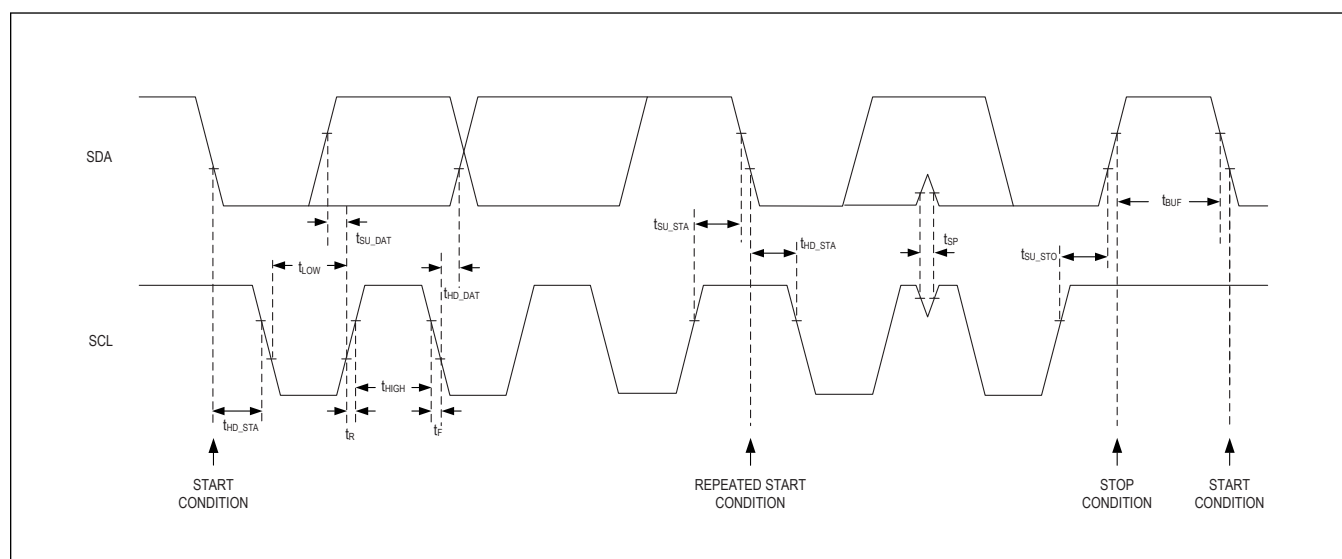 SDA
tSU_DAT
tSU_STA
tHD_STA
tSP
tBUF
tSU_STO
tLOW
tHD_DAT
SCL
tHIGH
tHD_STA
tR
tF
START
CONDITION
REPEATED START
CONDITION
STOP
CONDITION
START
CONDITION